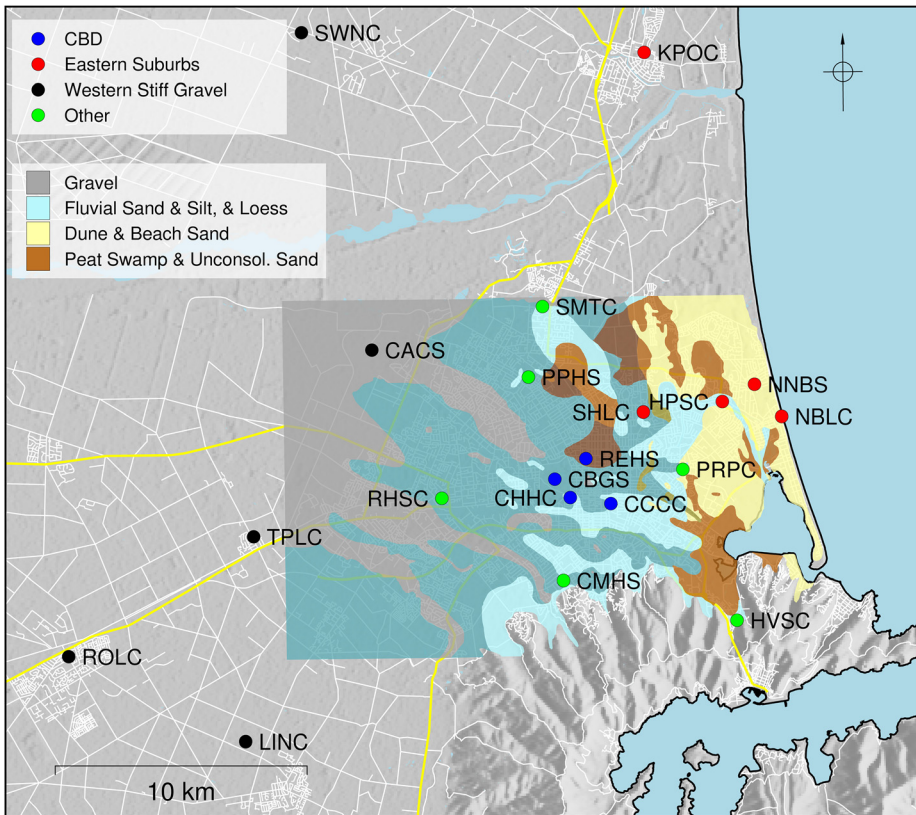 CBD
Eastern Suburbs
Western Stiff Gravel
Other
SWNC
KPOC
Gravel
Fluvial Sand & Silt, & Loess
Dune & Beach Sand
Peat Swamp & Unconsol. Sand
SMTC
CACS
PPHS
NNBS
HPSC
SHLC
NBLC
REHS
PRPC
CBGS
RHSC
CHHC
CCCC
TPLC
CMHS
HVSC
ROLC
LINC
10 km